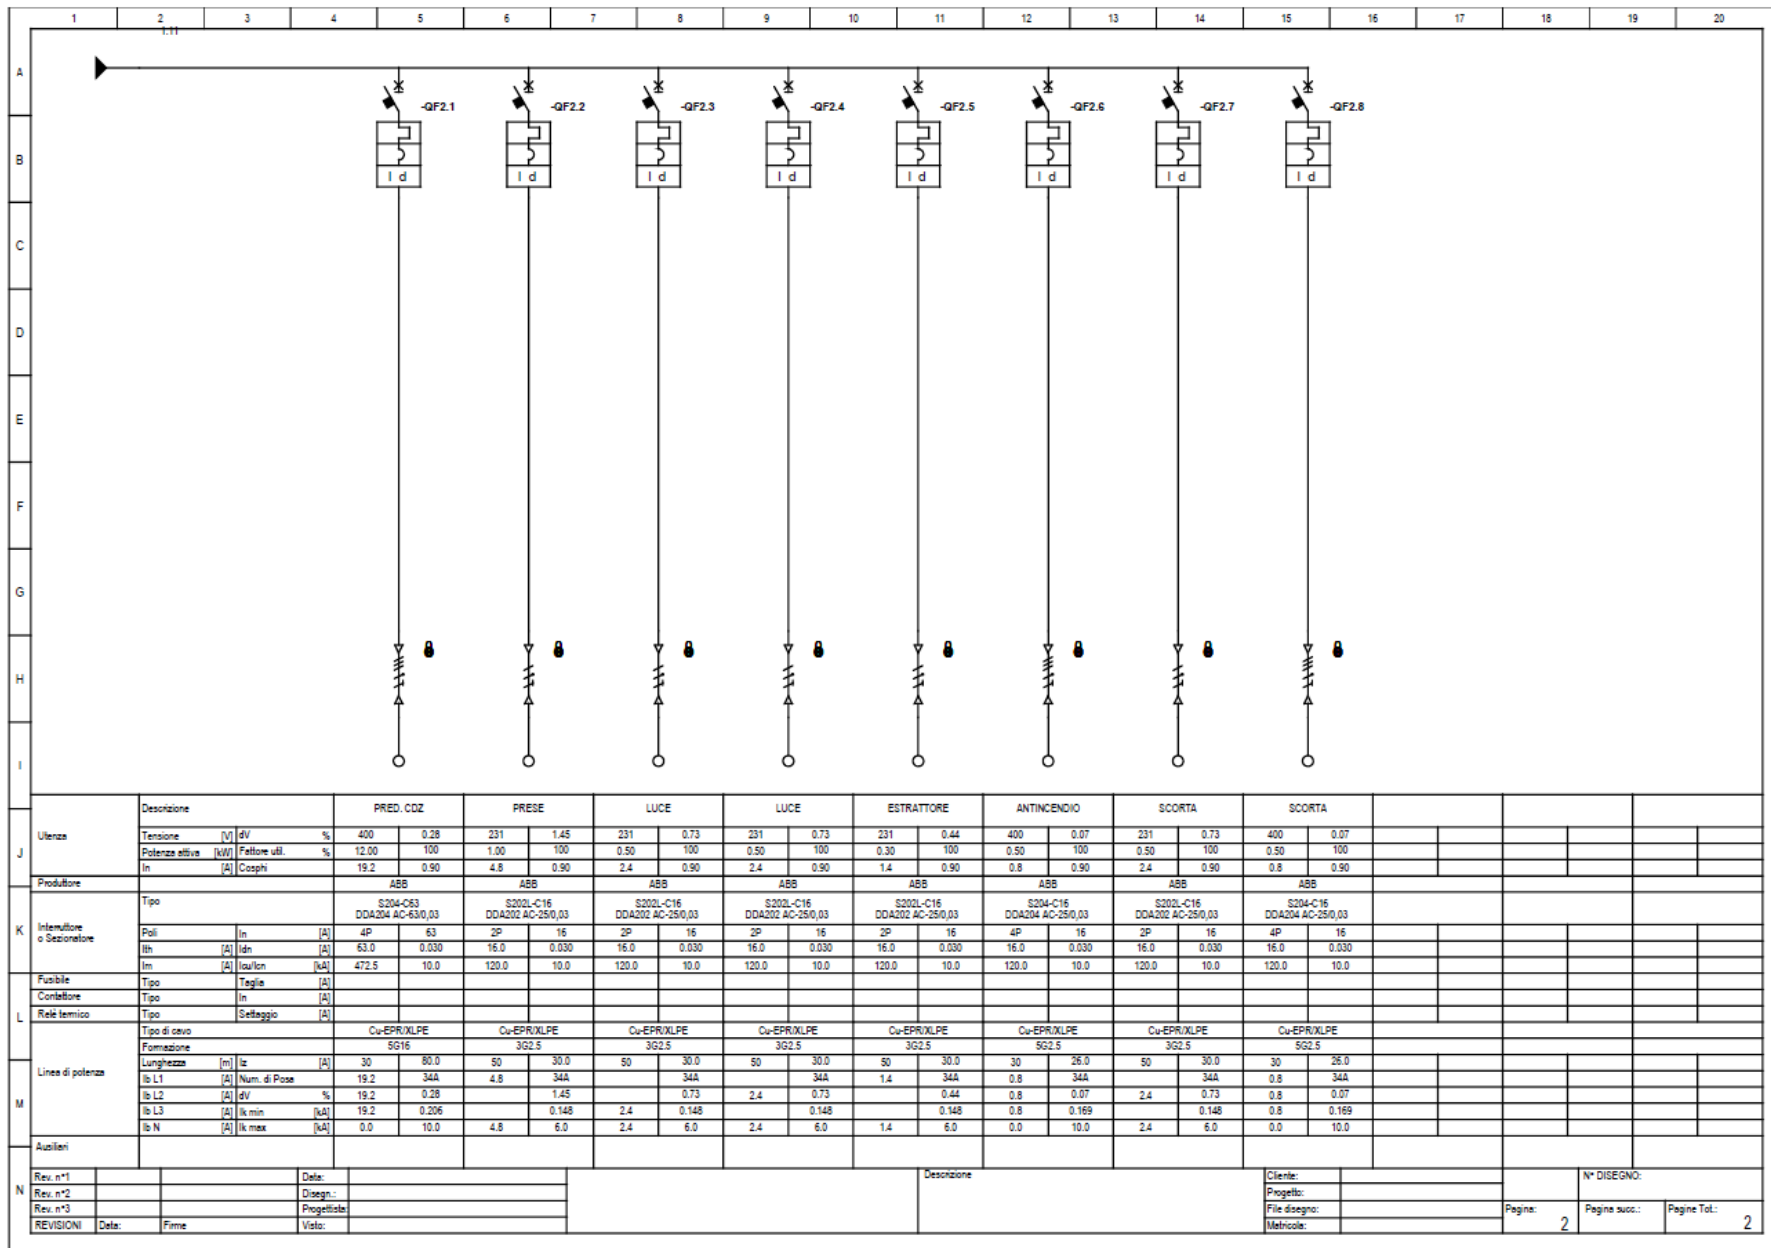 1 2 3 4 5 6 7 8 9 10 11 12 13 14 15 16 17 18 19 20
1.11
A
-QF2.1 -QF2.2 -QF2.3 -QF2.4 -QF2.5 -QF2.6 -QF2.7 -QF2.8
B
I d I d I d I d I d I d I d I d
C
D
E
F
G
H
I
Descrizione PRED. CDZ PRESE LUCE LUCE ESTRATTORE ANTINCENDIO SCORTA SCORTA
Utenza
Tensione [V] dV % 400 0.28 231 1.45 231 0.73 231 0.73 231 0.44 400 0.07 231 0.73 400 0.07
J
Potenza attiva [kW] Fattore util. % 12.00 100 1.00 100 0.50 100 0.50 100 0.30 100 0.50 100 0.50 100 0.50 100
In [A] Cosphi 19.2 0.90 4.8 0.90 2.4 0.90 2.4 0.90 1.4 0.90 0.8 0.90 2.4 0.90 0.8 0.90
Produttore ABB ABB ABB ABB ABB ABB ABB ABB
Tipo S204-C63 S202L-C16 S202L-C16 S202L-C16 S202L-C16 S204-C16 S202L-C16 S204-C16
DDA204 AC-63/0,03 DDA202 AC-25/0,03 DDA202 AC-25/0,03 DDA202 AC-25/0,03 DDA202 AC-25/0,03 DDA204 AC-25/0,03 DDA202 AC-25/0,03 DDA204 AC-25/0,03
K
Interruttore
o Sezionatore
Poli In [A] 4P 63 2P 16 2P 16 2P 16 2P 16 4P 16 2P 16 4P 16
Ith [A] Idn [A] 63.0 0.030 16.0 0.030 16.0 0.030 16.0 0.030 16.0 0.030 16.0 0.030 16.0 0.030 16.0 0.030
Im [A] Icu/Icn [kA] 472.5 10.0 120.0 10.0 120.0 10.0 120.0 10.0 120.0 10.0 120.0 10.0 120.0 10.0 120.0 10.0
Fusibile Tipo Taglia [A]
Contattore Tipo In [A]
L
Relè termico Tipo Settaggio [A]
Tipo di cavo Cu-EPR/XLPE Cu-EPR/XLPE Cu-EPR/XLPE Cu-EPR/XLPE Cu-EPR/XLPE Cu-EPR/XLPE Cu-EPR/XLPE Cu-EPR/XLPE
Formazione 5G16 3G2.5 3G2.5 3G2.5 3G2.5 5G2.5 3G2.5 5G2.5
Linea di potenza
Lunghezza [m] Iz [A] 30 80.0 50 30.0 50 30.0 50 30.0 50 30.0 30 26.0 50 30.0 30 26.0
Ib L1 [A] Num. di Posa 19.2 34A 4.8 34A 34A 34A 1.4 34A 0.8 34A 34A 0.8 34A
M
Ib L2 [A] dV % 19.2 0.28 1.45 0.73 2.4 0.73 0.44 0.8 0.07 2.4 0.73 0.8 0.07
Ib L3 [A] Ik min [kA] 19.2 0.206 0.148 2.4 0.148 0.148 0.148 0.8 0.169 0.148 0.8 0.169
Ib N [A] Ik max [kA] 0.0 10.0 4.8 6.0 2.4 6.0 2.4 6.0 1.4 6.0 0.0 10.0 2.4 6.0 0.0 10.0
Ausiliari
N
Rev. n°1 Data: Descrizione Cliente: N° DISEGNO:
Rev. n°2 Disegn.: Progetto:
Rev. n°3 Progettista: File disegno: Pagina: 2 Pagina succ.: Pagine Tot.: 2
REVISIONI Data: Firme Visto: Matricola: